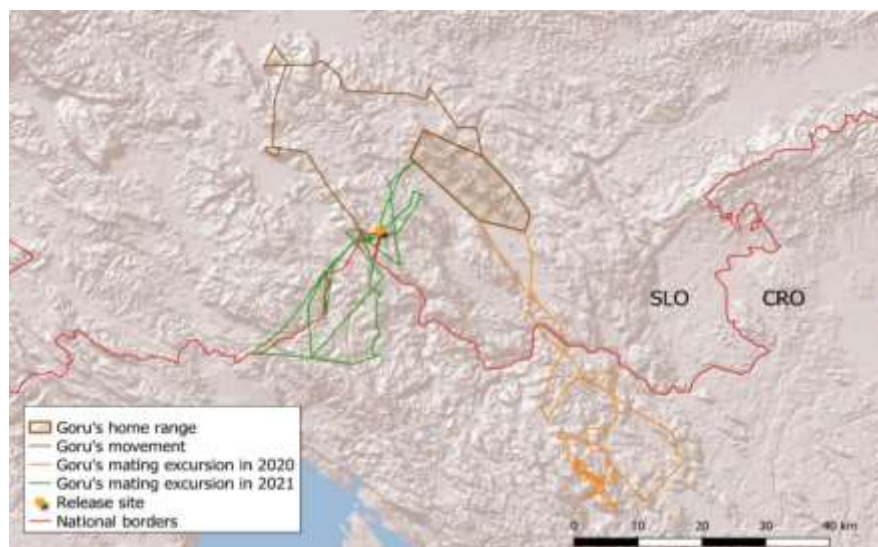 SLO CRO
Goru's home range
Goru's movement
Goru's mating excursion in 2020
Goru's mating excursion in 2021
Release site
National borders
0 10 20 30 40 km